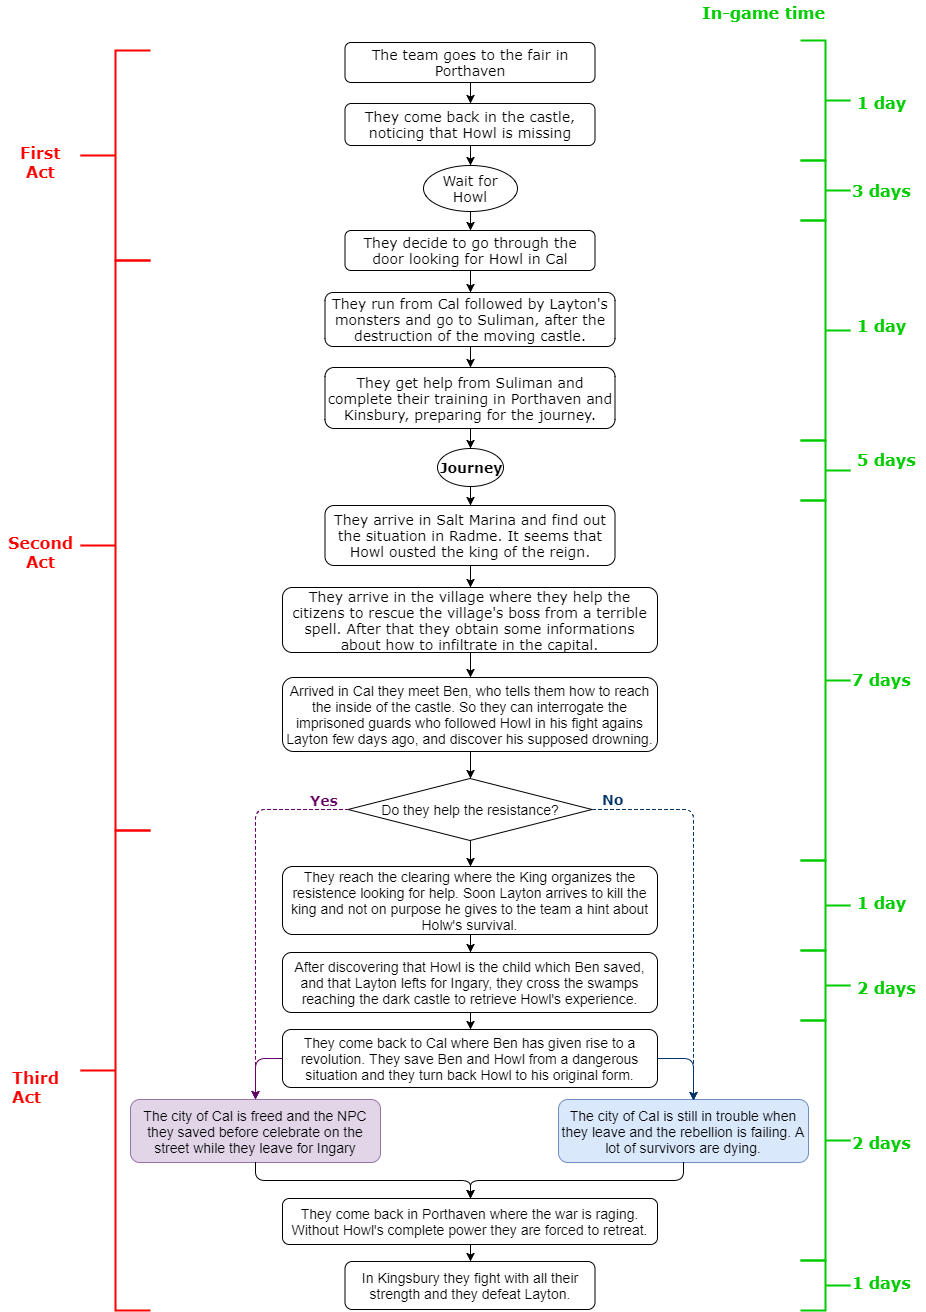 In-game time
The team goes to the fair in
Porthaven
1 day
They come back in the castle,
noticing that Howl is missing
First
Act
Wait for
Howl
3 days
They decide to go through the
door looking for Howl in Cal
They run from Cal followed by Layton's
monsters and go to Suliman, after the
destruction of the moving castle.
1 day
They get help from Suliman and
complete their training in Porthaven and
Kinsbury, preparing for the journey.
Journey
5 days
They arrive in Salt Marina and find out
the situation in Radme. It seems that
Howl ousted the king of the reign.
Second
Act
They arrive in the village where they help the
citizens to rescue the village's boss from a terrible
spell. After that they obtain some informations
about how to infiltrate in the capital.
7 days
Arrived in Cal they meet Ben, who tells them how to reach
the inside of the castle. So they can interrogate the
imprisoned guards who followed Howl in his fight agains
Layton few days ago, and discover his supposed drowning.
Yes
Do they help the resistance?
No
They reach the clearing where the King organizes the
resistence looking for help. Soon Layton arrives to kill the
king and not on purpose he gives to the team a hint about
Holw's survival.
1 day
After discovering that Howl is the child which Ben saved,
and that Layton lefts for Ingary, they cross the swamps
reaching the dark castle to retrieve Howl's experience.
2 days
They come back to Cal where Ben has given rise to a
revolution. They save Ben and Howl from a dangerous
situation and they turn back Howl to his original form.
Third
Act
The city of Cal is freed and the NPC
they saved before celebrate on the
street while they leave for Ingary
The city of Cal is still in trouble when
they leave and the rebellion is failing. A
lot of survivors are dying.
2 days
They come back in Porthaven where the war is raging.
Without Howl's complete power they are forced to retreat.
In Kingsbury they fight with all their
strength and they defeat Layton.
1 days